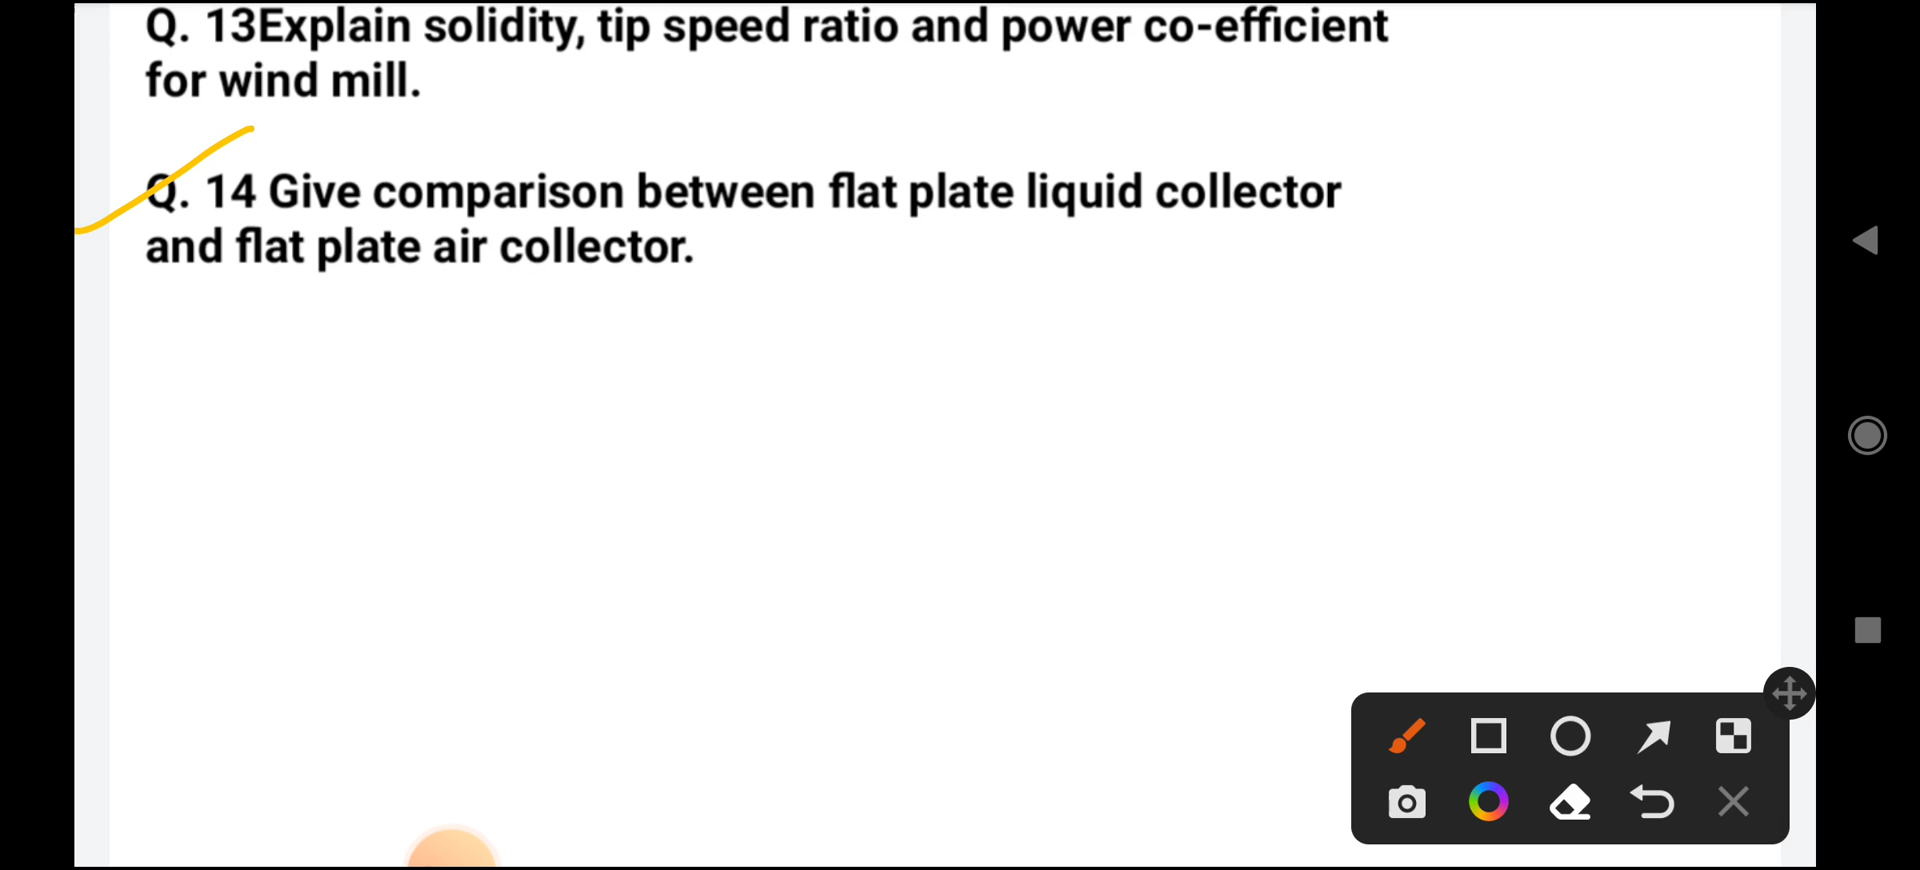 Q. 13Explain solidity, tip speed ratio and power co-efficient
for wind mill.
Q. 14 Give comparison between flat plate liquid collector
and flat plate air collector.